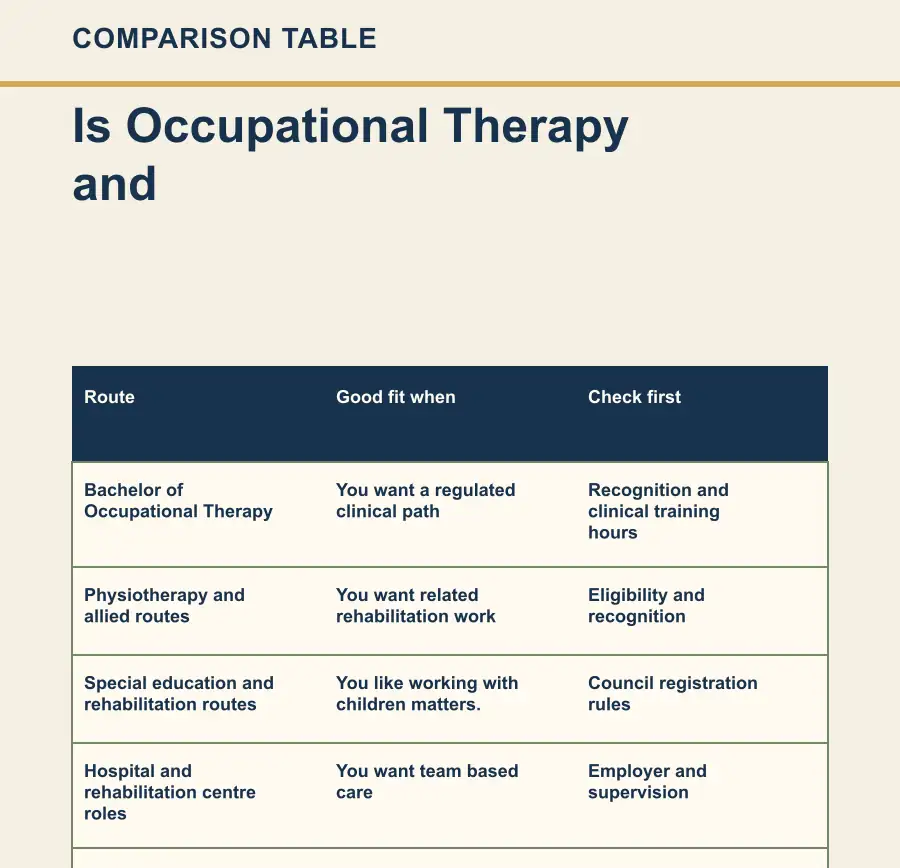 COMPARISON TABLE
Is Occupational Therapy
and
Route
Good fit when
Check first
Bachelor of
Occupational Therapy
You want a regulated
clinical path
Recognition and
clinical training
hours
Physiotherapy and
allied routes
You want related
rehabilitation work
Eligibility and
recognition
Special education and
rehabilitation routes
You like working with
children matters.
Council registration
rules
Hospital and
rehabilitation centre
roles
You want team based
care
Employer and
supervision